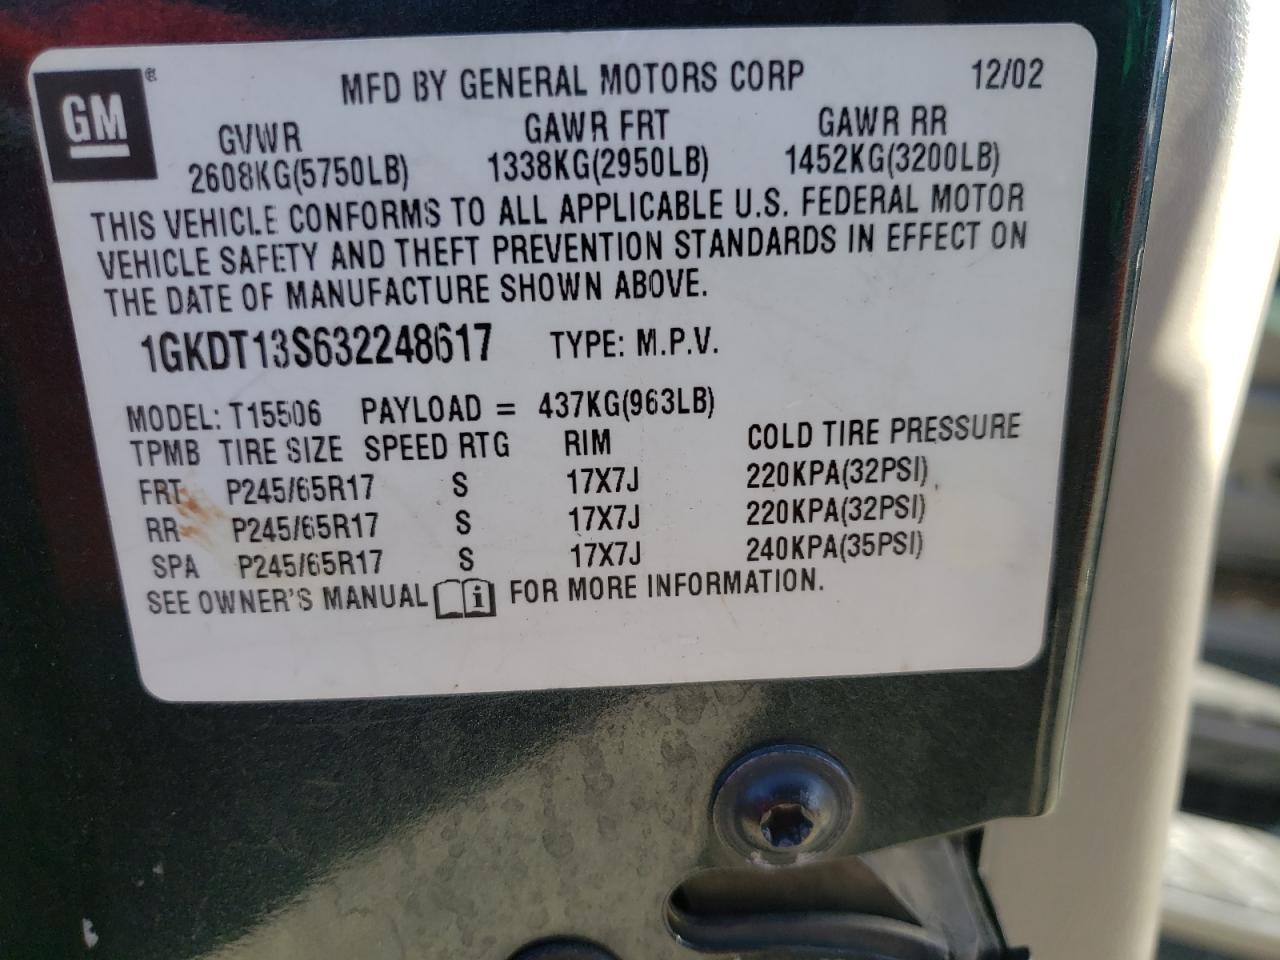 GM®
MFD BY GENERAL MOTORS CORP 12/02
GVWR GAWR FRT GAWR RR
2608KG(5750LB) 1338KG(2950LB) 1452KG(3200LB)
THIS VEHICLE CONFORMS TO ALL APPLICABLE U.S. FEDERAL MOTOR
VEHICLE SAFETY AND THEFT PREVENTION STANDARDS IN EFFECT ON
THE DATE OF MANUFACTURE SHOWN ABOVE.
1GKDT13S632248617 TYPE: M.P.V.
MODEL: T15506 PAYLOAD = 437KG(963LB)
TPMB TIRE SIZE SPEED RTG RIM COLD TIRE PRESSURE
FRT P245/65R17 S 17X7J 220KPA(32PSI)
RR P245/65R17 S 17X7J 220KPA(32PSI)
SPA P245/65R17 S 17X7J 240KPA(35PSI)
SEE OWNER'S MANUAL i FOR MORE INFORMATION.